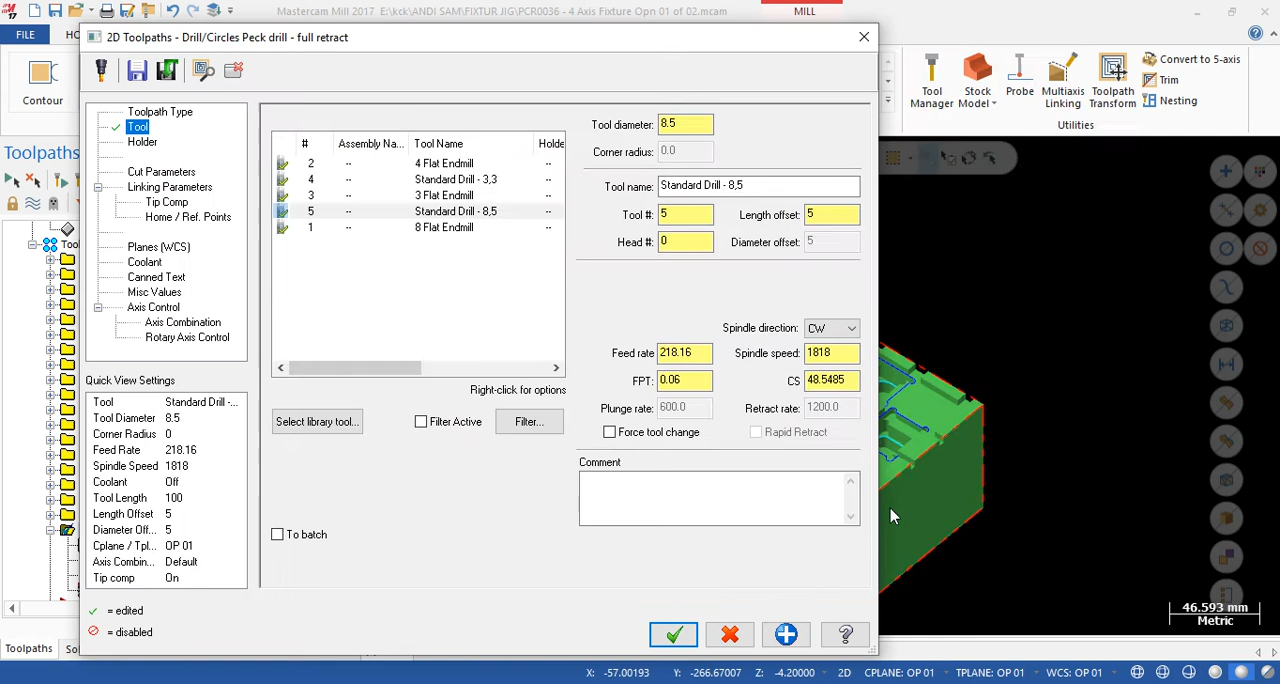 Mastercam Mill 2017 E:\kck\ANDI SAM\FIXTUR JIG\PCR0036 - 4 Axis Fixture Opn 01 of 02.mcam
MILL
17
FILE
HO
Contour
Tool Manager
Stock Model
Probe
Multiaxis Linking
Toolpath Transform
Convert to 5-axis
Trim
Nesting
Utilities
2D Toolpaths - Drill/Circles Peck drill - full retract
Toolpaths
Tool
Toolpath Type
Tool
Holder
Cut Parameters
Linking Parameters
Tip Comp
Home / Ref. Points
Planes (WCS)
Coolant
Canned Text
Misc Values
Axis Control
Axis Combination
Rotary Axis Control
Quick View Settings
Tool Standard Drill -...
Tool Diameter 8.5
Corner Radius 0
Feed Rate 218.16
Spindle Speed 1818
Coolant Off
Tool Length 100
Length Offset 5
Diameter Off... 5
Cplane / Tpl... OP 01
Axis Combin... Default
Tip comp On
= edited
= disabled
# Assembly Na... Tool Name Holde
2 -- 4 Flat Endmill --
4 -- Standard Drill - 3,3 --
3 -- 3 Flat Endmill --
5 -- Standard Drill - 8,5 --
1 -- 8 Flat Endmill --
Right-click for options
Select library tool...
Filter Active
Filter...
To batch
Tool diameter: 8.5
Corner radius: 0.0
Tool name: Standard Drill - 8,5
Tool #: 5 Length offset: 5
Head #: 0 Diameter offset: 5
Spindle direction: CW
Feed rate 218.16 Spindle speed: 1818
FPT: 0.06 CS 48.5485
Plunge rate: 600.0 Retract rate: 1200.0
Force tool change Rapid Retract
Comment
46.593 mm
Metric
Toolpaths
So
X: -57.00193 Y: -266.67007 Z: -4.20000 2D CPLANE: OP 01 TPLANE: OP 01 WCS: OP 01